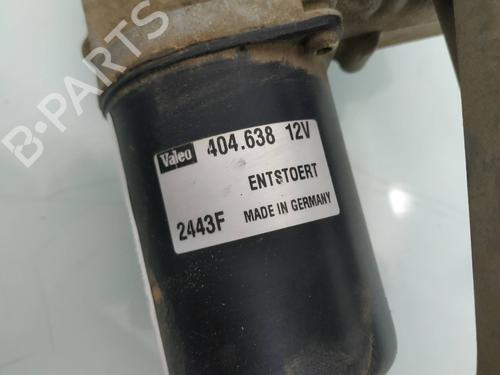 Valeo 404.638 12V
ENTSTOERT
2443F MADE IN GERMANY
B-PARTS